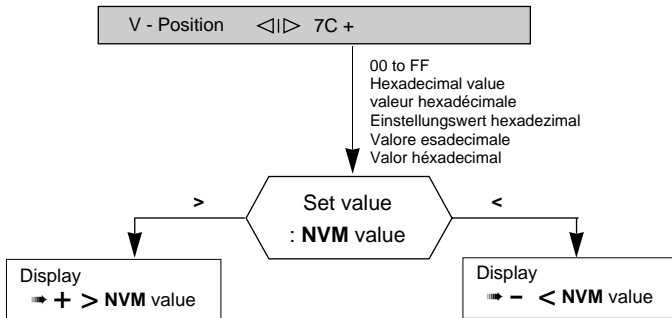 V - Position ◁|▷ 7C +
00 to FF
Hexadecimal value
valeur hexadécimale
Einstellungswert hexadezimal
Valore esadecimale
Valor héxadecimal
> Set value <
: NVM value
Display
➠ + > NVM value
Display
➠ - < NVM value